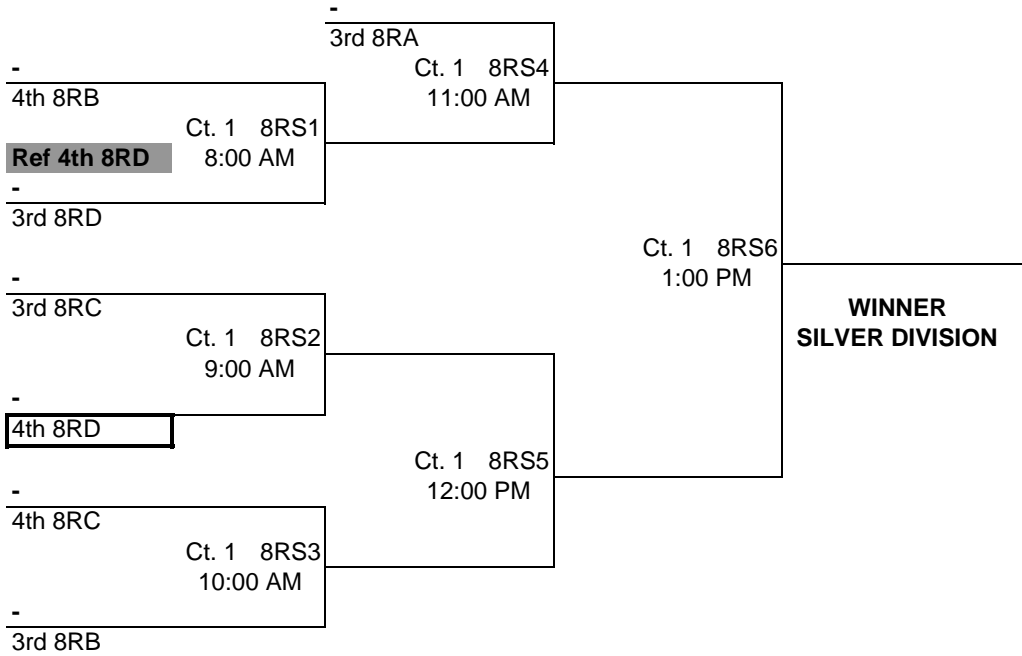 -
3rd 8RA
Ct. 1 8RS4
11:00 AM
-
4th 8RB
Ct. 1 8RS1
8:00 AM
Ref 4th 8RD
-
3rd 8RD
Ct. 1 8RS6
1:00 PM
-
3rd 8RC
WINNER
SILVER DIVISION
Ct. 1 8RS2
9:00 AM
-
4th 8RD
Ct. 1 8RS5
12:00 PM
-
4th 8RC
Ct. 1 8RS3
10:00 AM
-
3rd 8RB